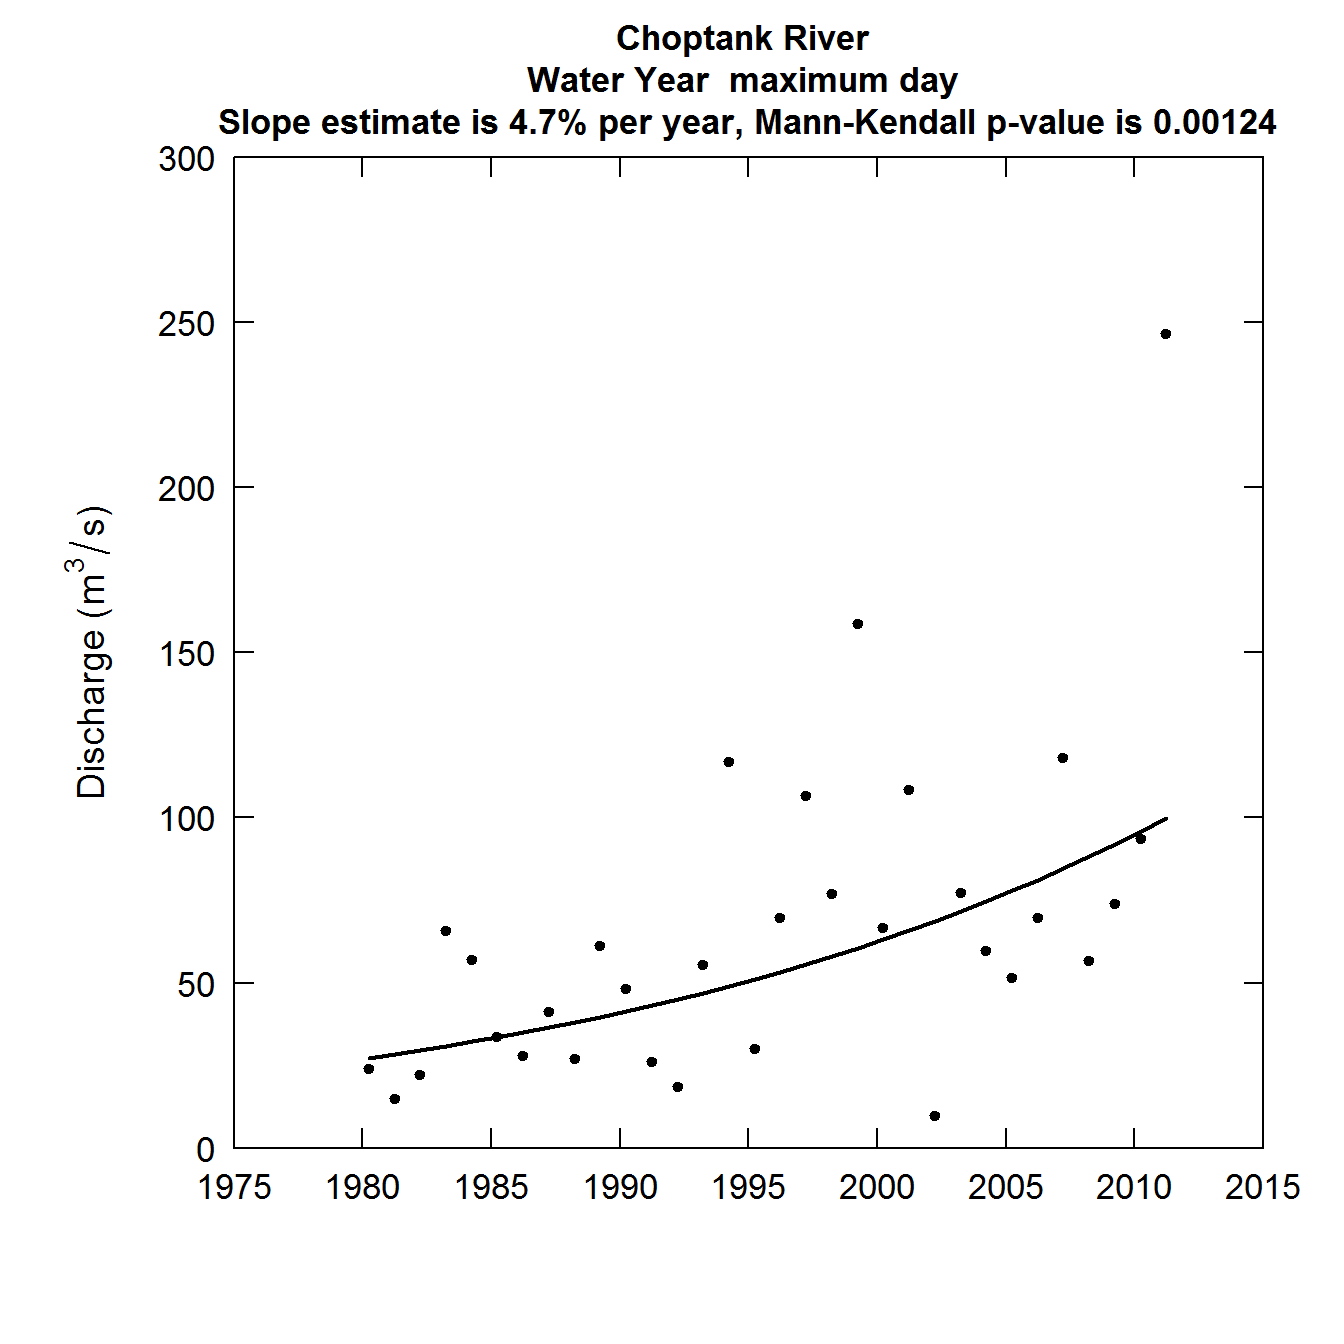 Choptank River
Water Year  maximum day
Slope estimate is 4.7% per year, Mann-Kendall p-value is 0.00124
300
250
200
150
100
50
0
Discharge (m³/s)
1975 1980 1985 1990 1995 2000 2005 2010 2015